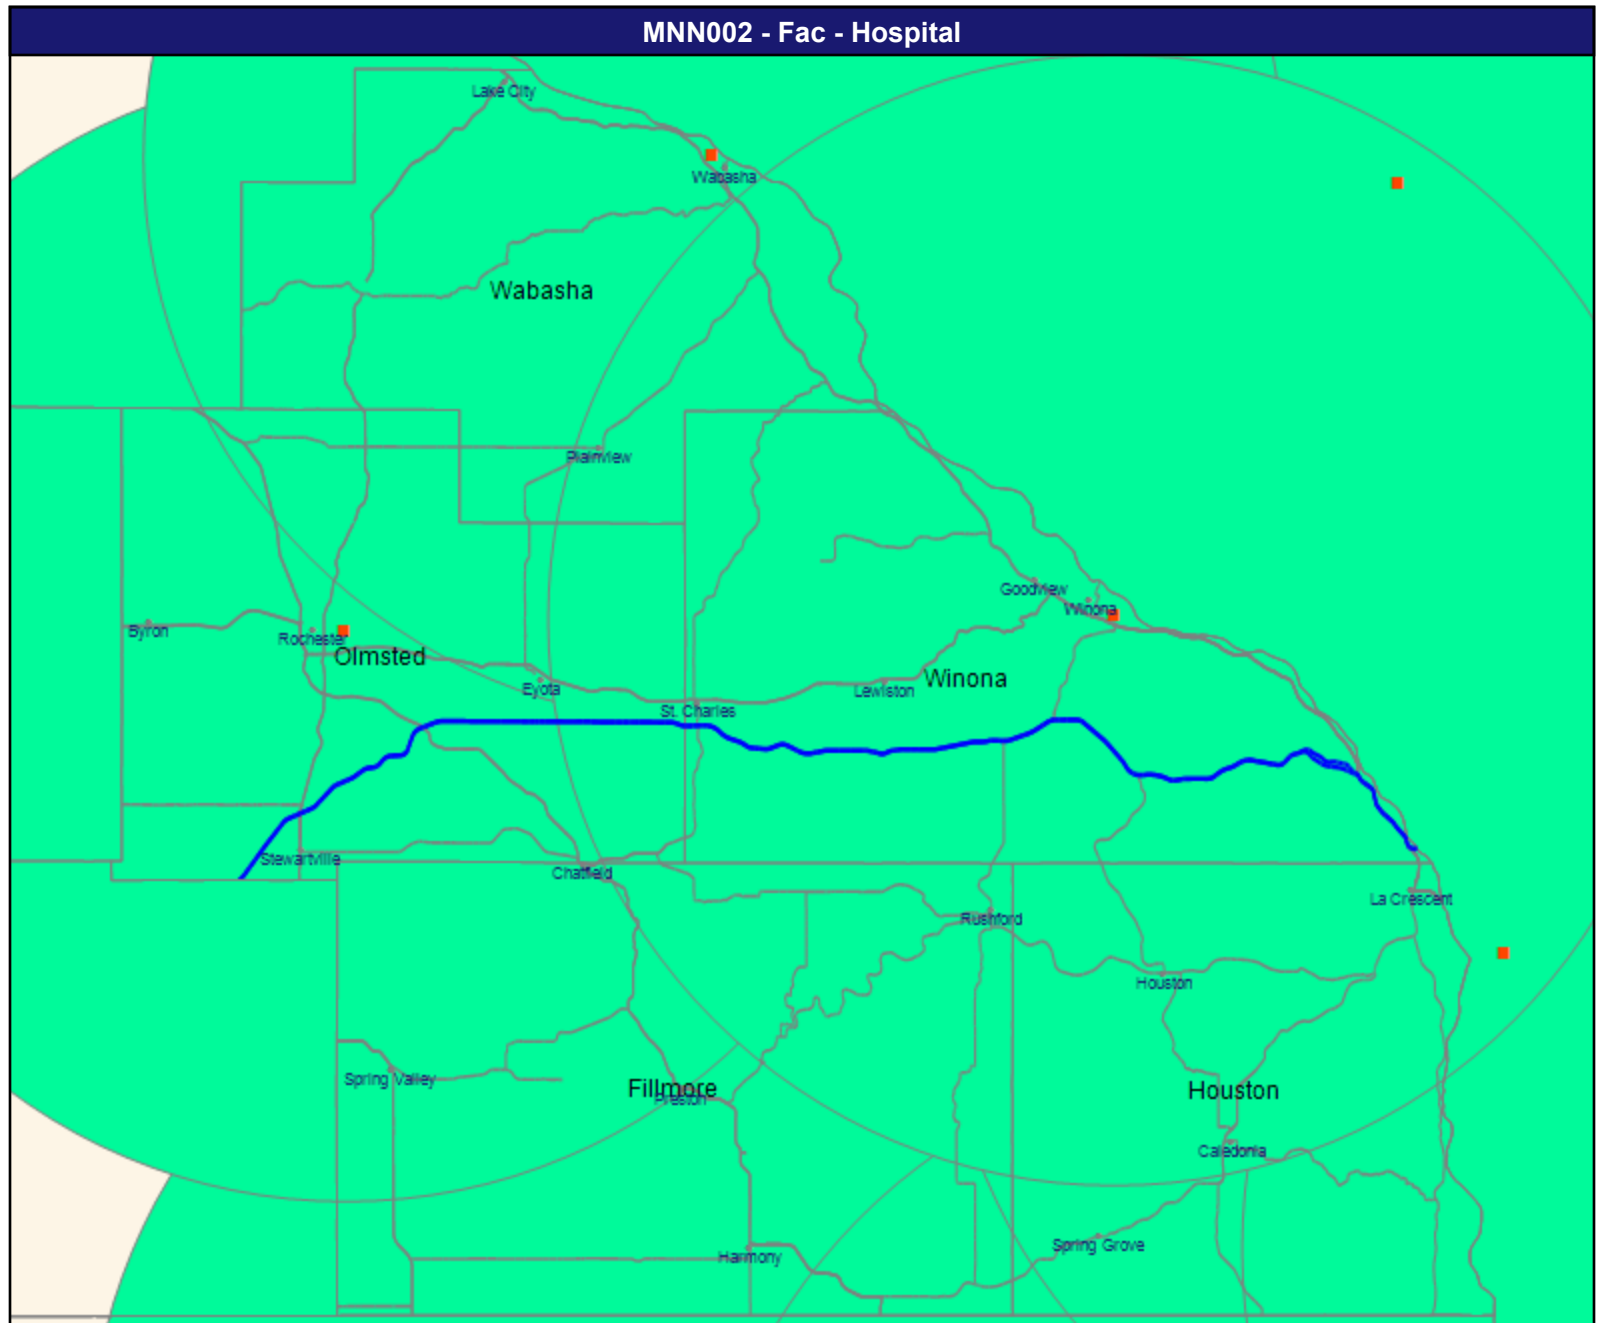 MNN002 - Fac - Hospital
Lake City
Wabasha
Wabasha
Plainview
Goodview
Winona
Byron
Rochester
Olmsted
Eyota
Lewiston
Winona
St. Charles
Stewartville
Chatfield
La Crescent
Rushford
Houston
Spring Valley
Fillmore
Preston
Houston
Caledonia
Spring Grove
Harmony